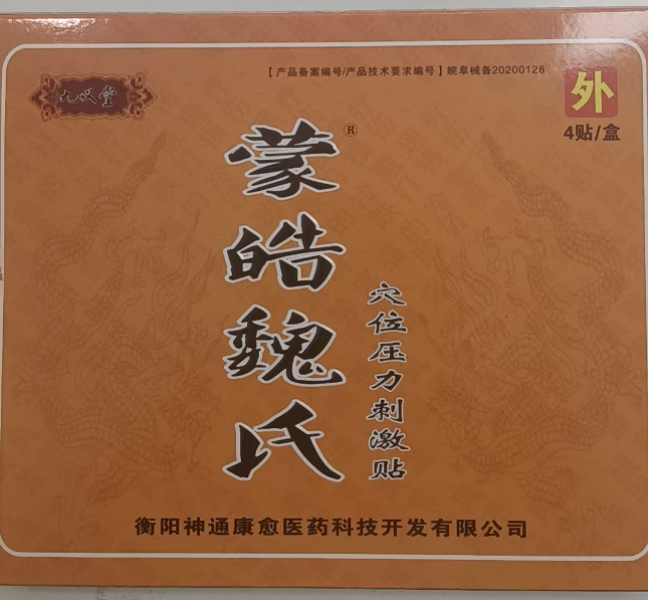 【产品备案编号/产品技术要求编号】皖阜械备20200128
九义堂
外
4贴/盒
蒙皓魏氏®
穴位压力刺激贴
衡阳神通康愈医药科技开发有限公司